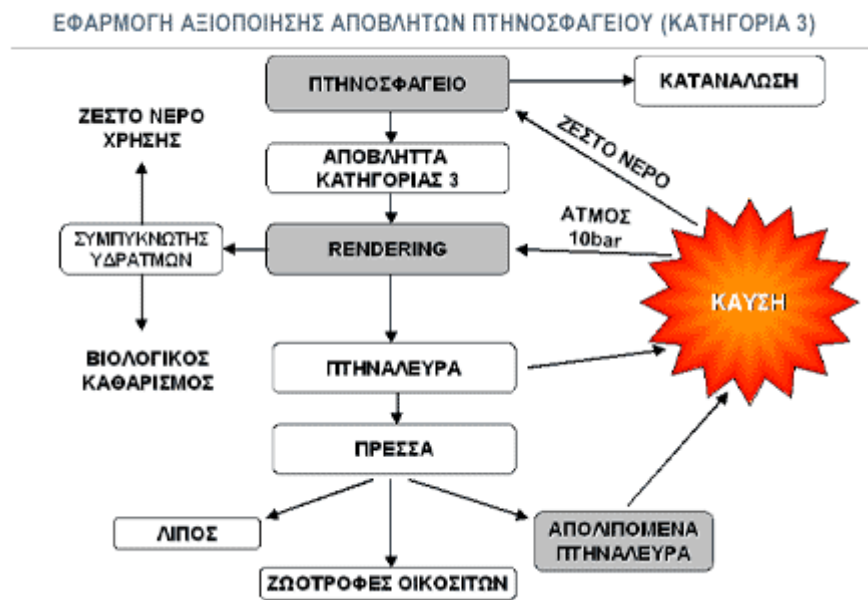 ΕΦΑΡΜΟΓΗ ΑΞΙΟΠΟΙΗΣΗΣ ΑΠΟΒΛΗΤΩΝ ΠΤΗΝΟΣΦΑΓΕΙΟΥ (ΚΑΤΗΓΟΡΙΑ 3)
ΠΤΗΝΟΣΦΑΓΕΙΟ
ΚΑΤΑΝΑΛΩΣΗ
ΖΕΣΤΟ ΝΕΡΟ
ΧΡΗΣΗΣ
ΖΕΣΤΟ ΝΕΡΟ
ΑΠΟΒΛΗΤΤΑ
ΚΑΤΗΓΟΡΙΑΣ 3
ΑΤΜΟΣ
10bar
ΣΥΜΠΥΚΝΩΤΗΣ
ΥΔΡΑΤΜΩΝ
RENDERING
ΚΑΥΣΗ
ΒΙΟΛΟΓΙΚΟΣ
ΚΑΘΑΡΙΣΜΟΣ
ΠΤΗΝΑΛΕΥΡΑ
ΠΡΕΣΣΑ
ΛΙΠΟΣ
ΑΠΟΛΙΠΟΜΕΝΑ
ΠΤΗΝΑΛΕΥΡΑ
ΖΩΟΤΡΟΦΕΣ ΟΙΚΟΣΙΤΩΝ